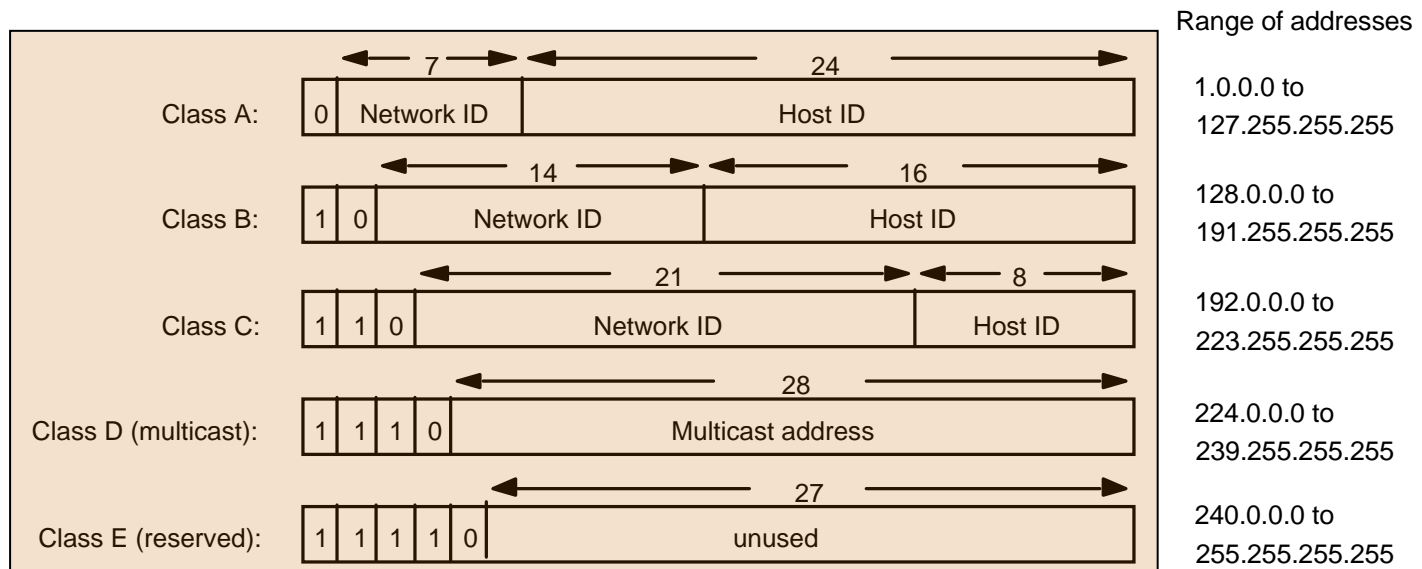 Range of addresses
7 24
Class A: 0 Network ID Host ID
1.0.0.0 to
127.255.255.255
14 16
Class B: 1 0 Network ID Host ID
128.0.0.0 to
191.255.255.255
21 8
Class C: 1 1 0 Network ID Host ID
192.0.0.0 to
223.255.255.255
28
Class D (multicast): 1 1 1 0 Multicast address
224.0.0.0 to
239.255.255.255
27
Class E (reserved): 1 1 1 1 0 unused
240.0.0.0 to
255.255.255.255